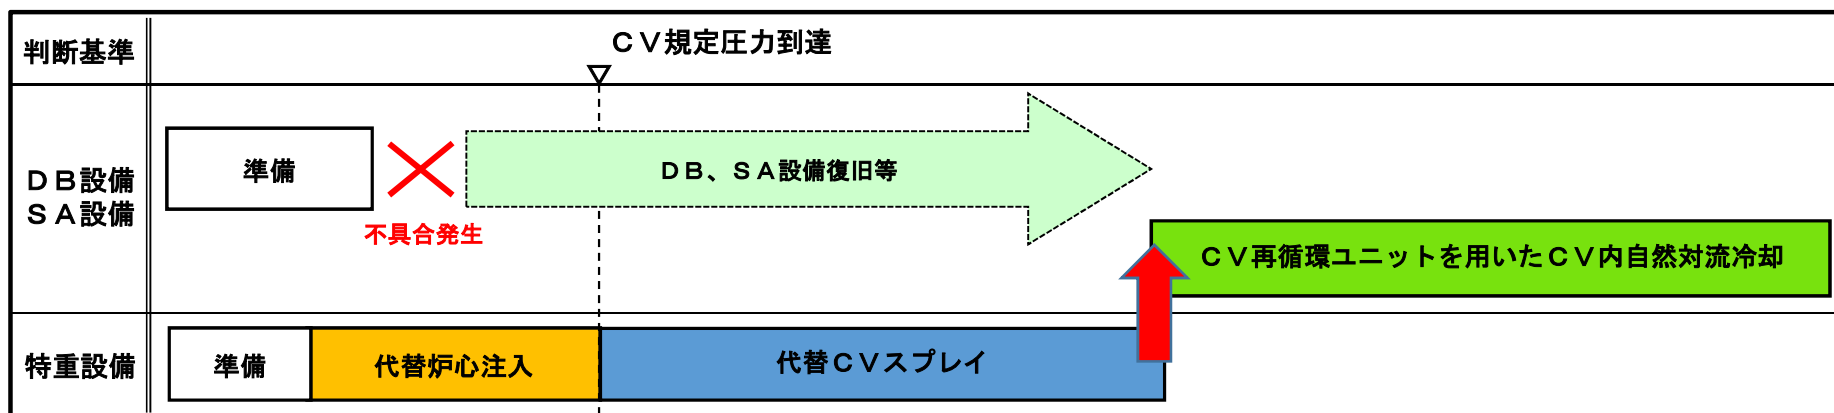 判断基準
ＣＶ規定圧力到達
ＤＢ設備
ＳＡ設備
準備
不具合発生
ＤＢ、ＳＡ設備復旧等
ＣＶ再循環ユニットを用いたＣＶ内自然対流冷却
特重設備
準備
代替炉心注入
代替ＣＶスプレイ